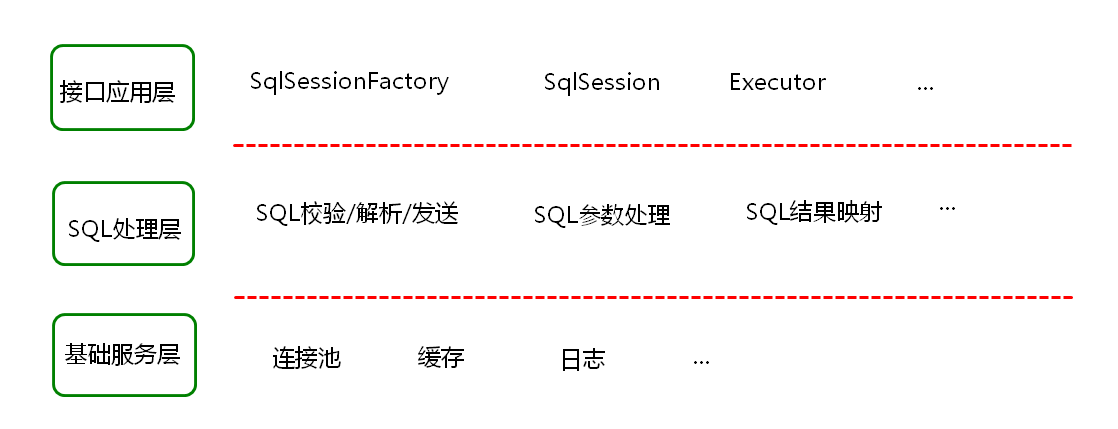 接口应用层 SqlSessionFactory SqlSession Executor ...
SQL处理层 SQL校验/解析/发送 SQL参数处理 SQL结果映射 ...
基础服务层 连接池 缓存 日志 ...